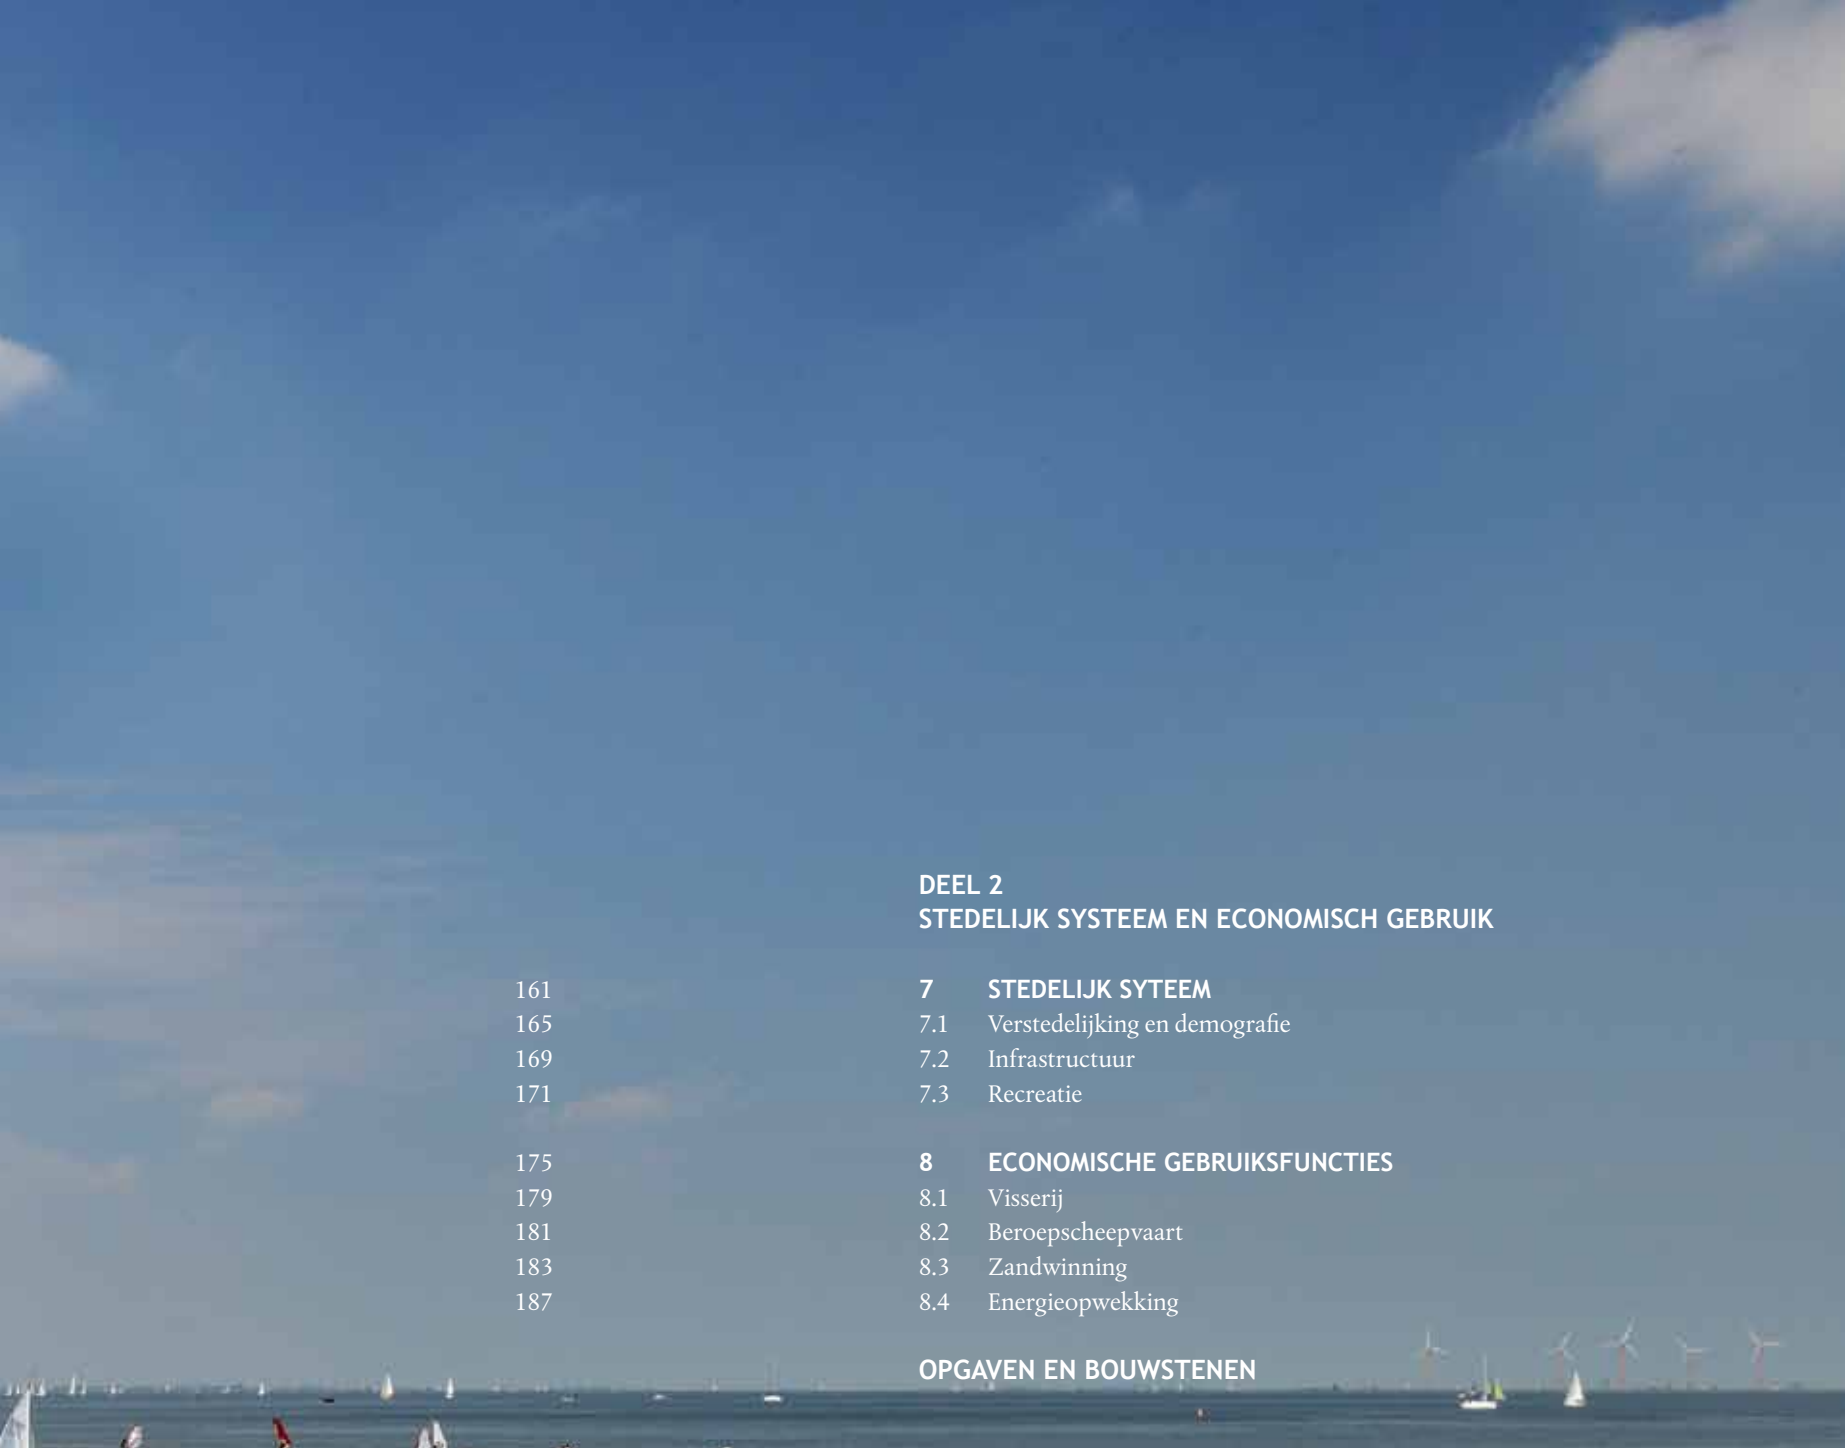 DEEL 2
STEDELIJK SYSTEEM EN ECONOMISCH GEBRUIK
161 7 STEDELIJK SYTEEM
165 7.1 Verstedelijking en demografie
169 7.2 Infrastructuur
171 7.3 Recreatie
175 8 ECONOMISCHE GEBRUIKSFUNCTIES
179 8.1 Visserij
181 8.2 Beroepscheepvaart
183 8.3 Zandwinning
187 8.4 Energieopwekking
OPGAVEN EN BOUWSTENEN